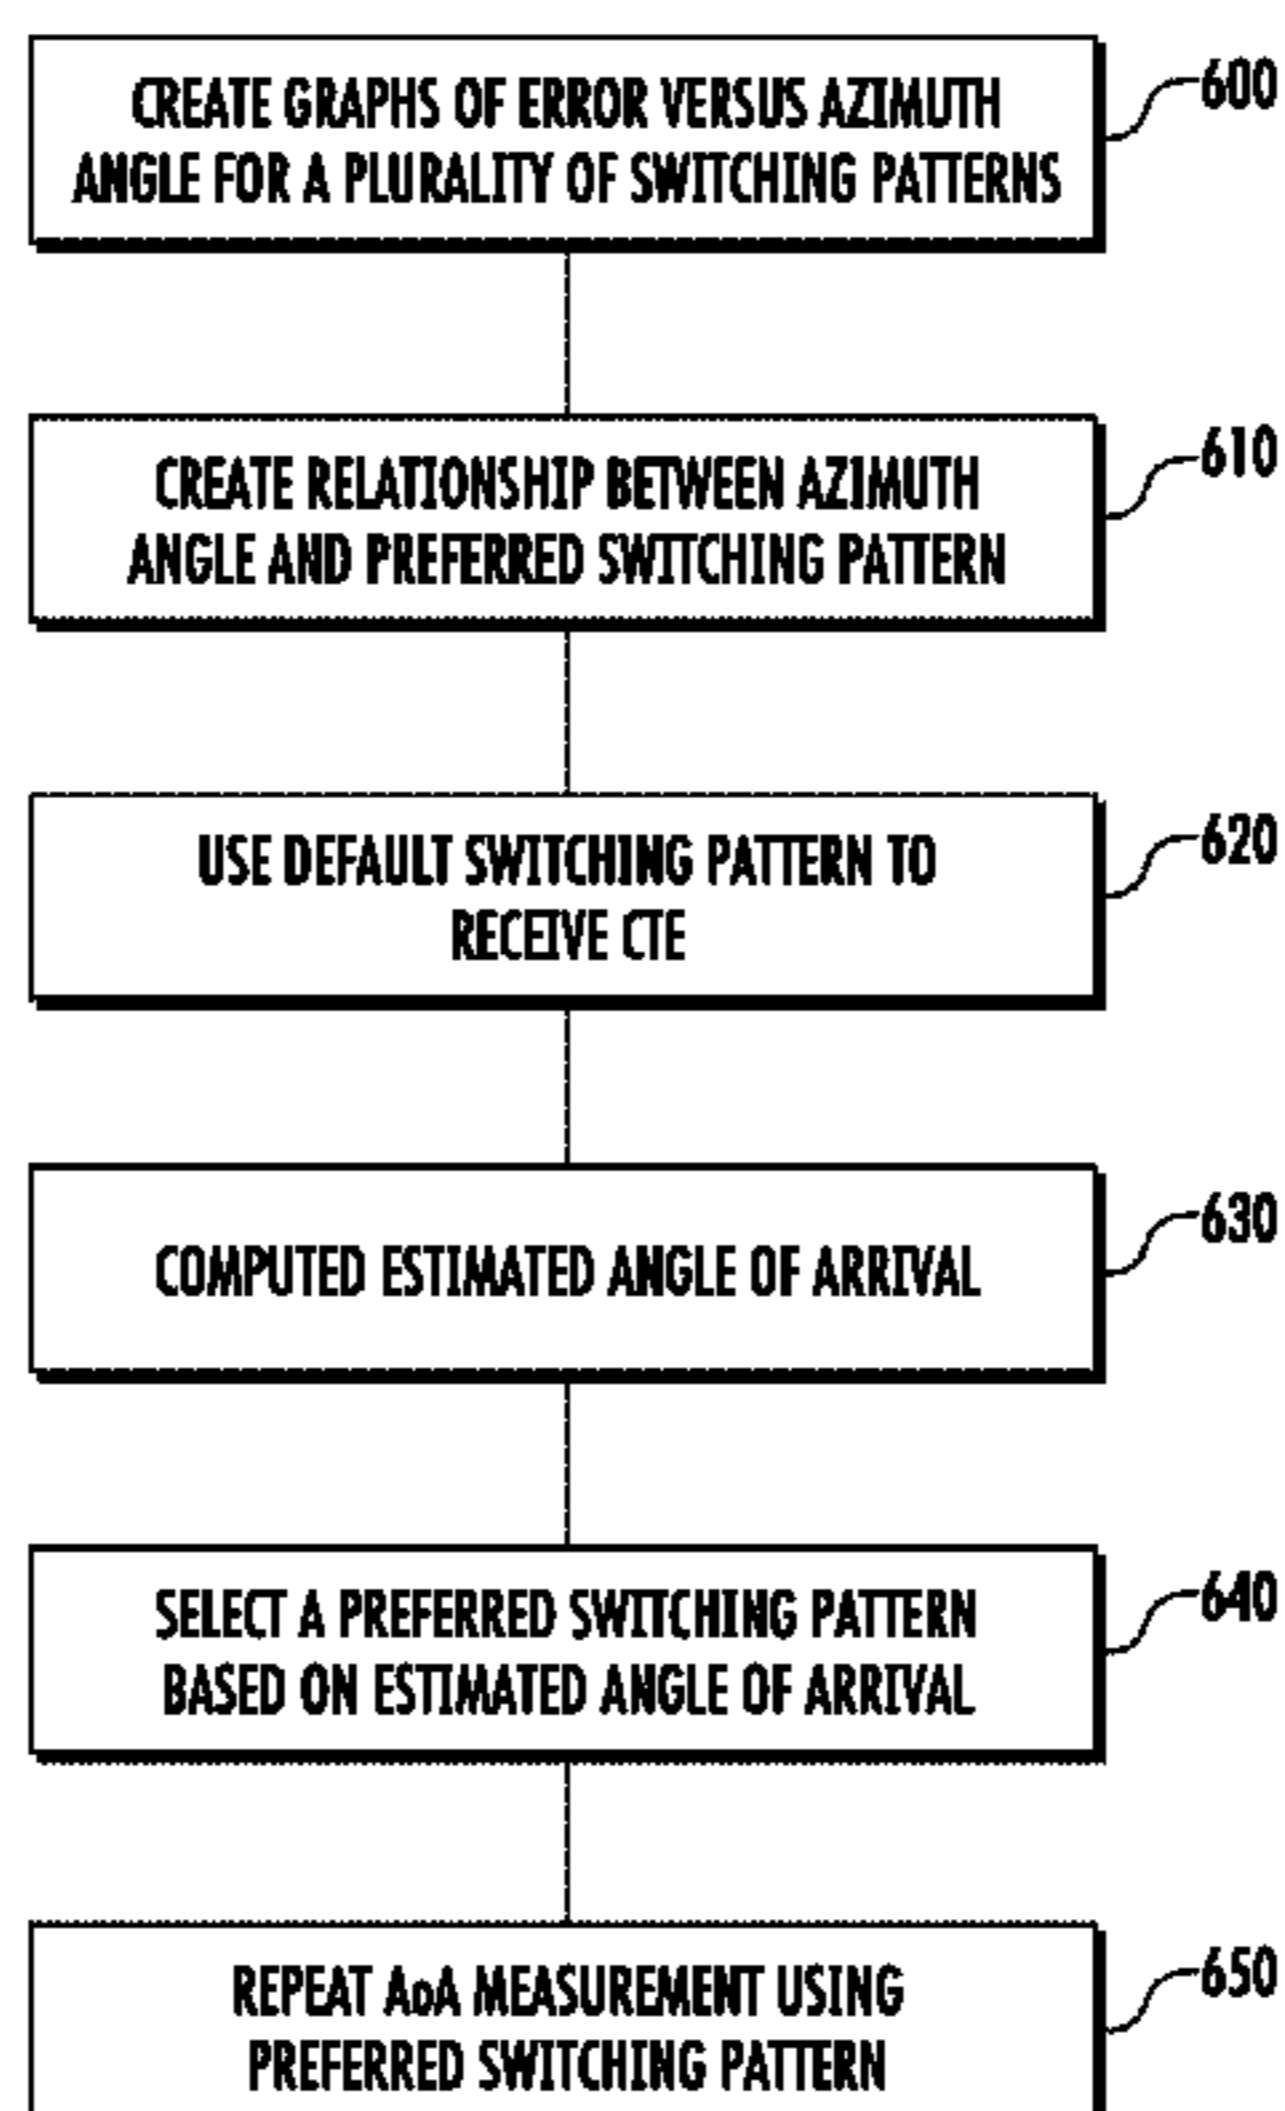 CREATE GRAPHS OF ERROR VERSUS AZIMUTH
ANGLE FOR A PLURALITY OF SWITCHING PATTERNS
600
CREATE RELATIONSHIP BETWEEN AZIMUTH
ANGLE AND PREFERRED SWITCHING PATTERN
610
USE DEFAULT SWITCHING PATTERN TO
RECEIVE CTE
620
COMPUTED ESTIMATED ANGLE OF ARRIVAL
630
SELECT A PREFERRED SWITCHING PATTERN
BASED ON ESTIMATED ANGLE OF ARRIVAL
640
REPEAT AoA MEASUREMENT USING
PREFERRED SWITCHING PATTERN
650